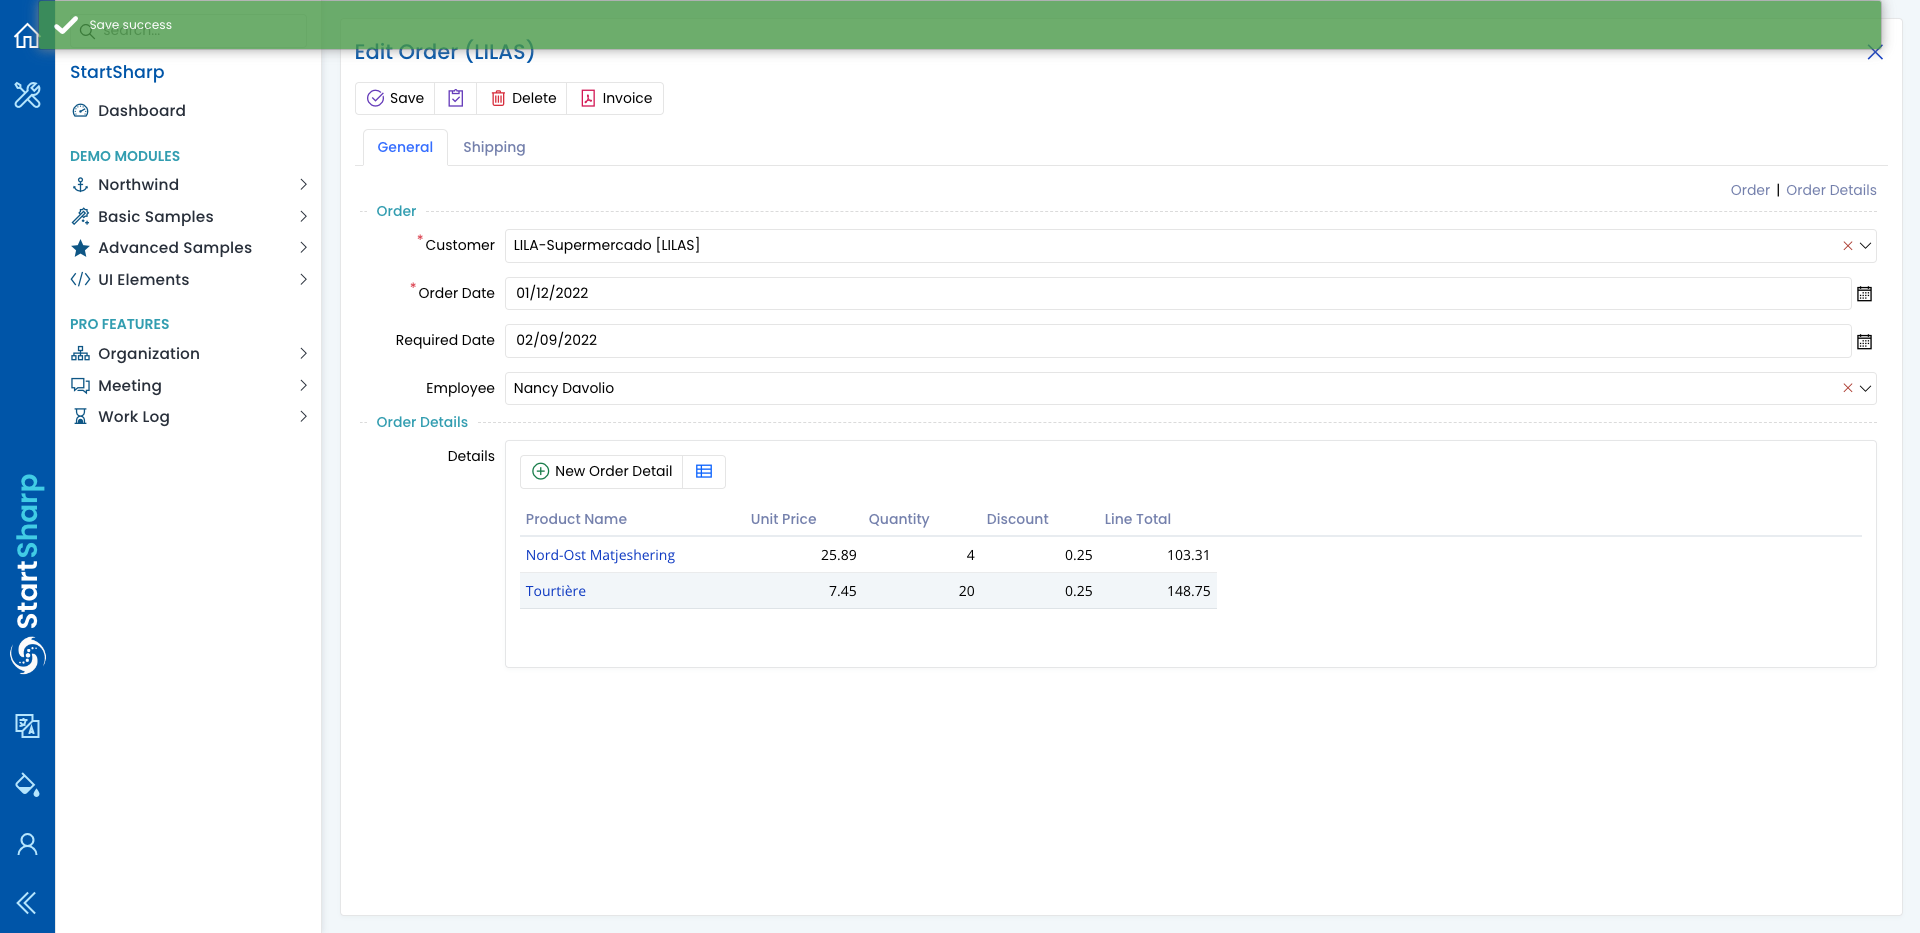 Save success
Search...
StartSharp
Dashboard
DEMO MODULES
Northwind
Basic Samples
Advanced Samples
UI Elements
PRO FEATURES
Organization
Meeting
Work Log
StartSharp
Edit Order (LILAS)
Save
Delete
Invoice
General
Shipping
Order | Order Details
Order
*Customer
LILA-Supermercado [LILAS]
*Order Date
01/12/2022
Required Date
02/09/2022
Employee
Nancy Davolio
Order Details
Details
New Order Detail
Product Name Unit Price Quantity Discount Line Total
Nord-Ost Matjeshering 25.89 4 0.25 103.31
Tourtière 7.45 20 0.25 148.75